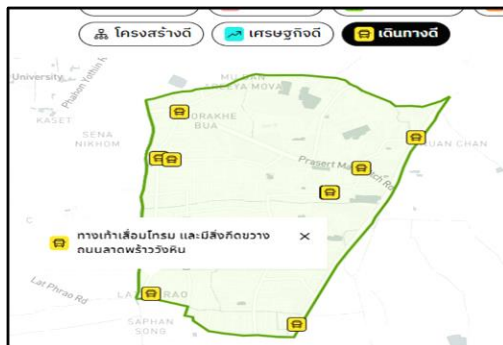 โครงสร้างดี
เศรษฐกิจดี
เดินทางดี
University
Phahon Yothin
KASET
SENA
NIKHOM
ORAKHE
BUA
Prasert
UAN CHAN
ทางเท้าเสื่อมโทรม และมีสิ่งกีดขวาง
ถนนลาดพร้าววังหิน
Lat Phrao Rd
SAPHAN
SONG